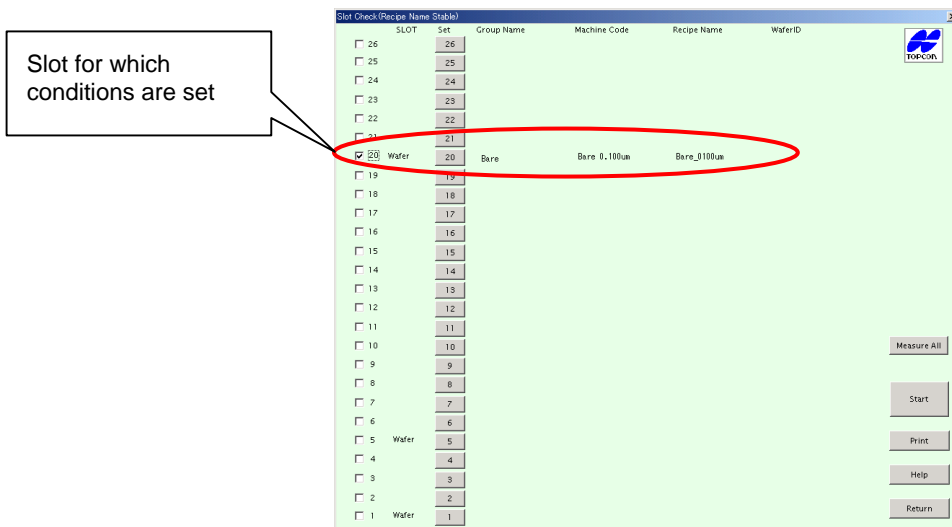 Slot Check(Recipe Name Stable)
SLOT Set Group Name Machine Code Recipe Name WaferID
TOPCON
Slot for which
conditions are set
26 26
25 25
24 24
23 23
22 22
21 21
20 Wafer 20 Bare Bare 0.100um Bare_0100um
19 19
18 18
17 17
16 16
15 15
14 14
13 13
12 12
11 11
10 10 Measure All
9 9
8 8
7 7 Start
6 6
5 Wafer 5 Print
4 4
3 3 Help
2 2
1 Wafer 1 Return